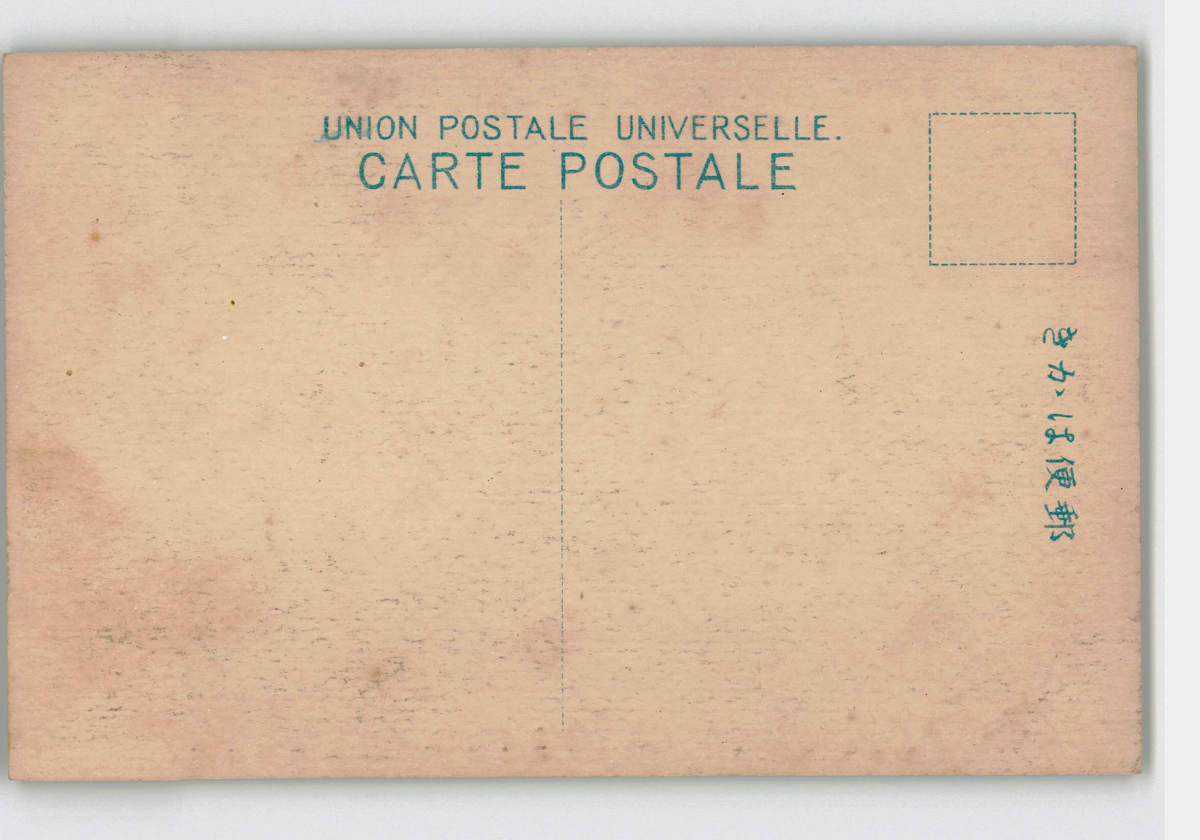 UNION POSTALE UNIVERSELLE.
CARTE POSTALE
郵便はかき